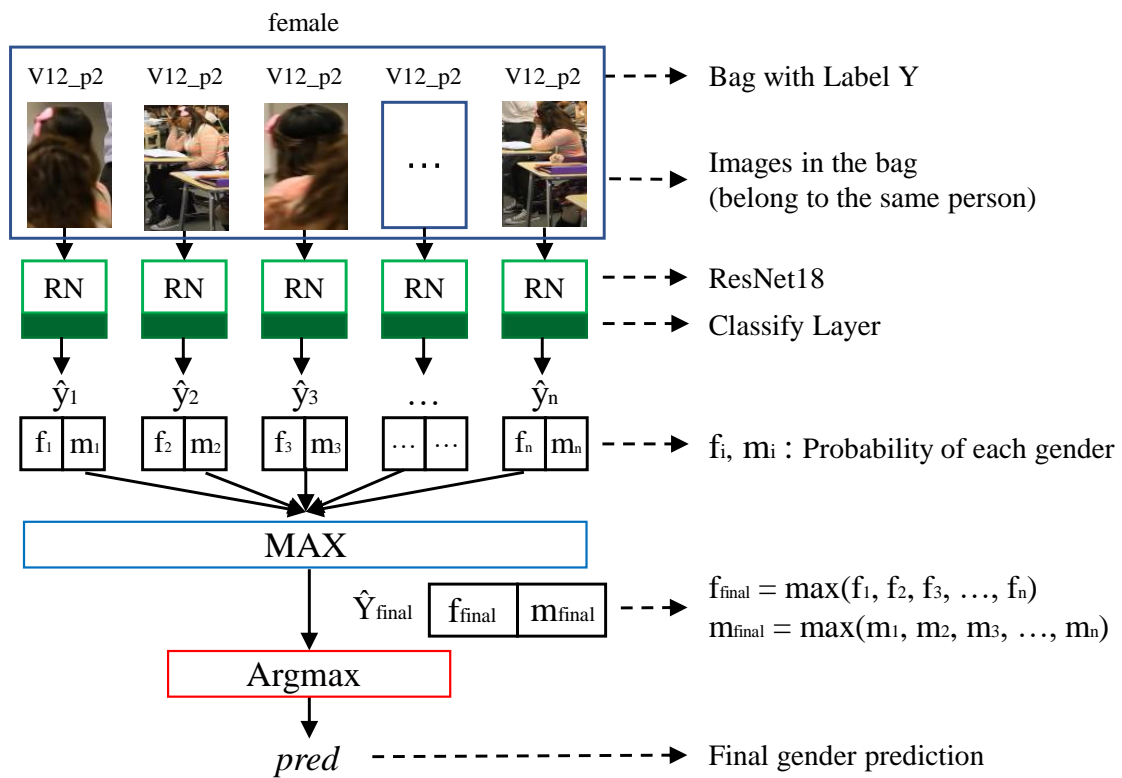 female
V12_p2 V12_p2 V12_p2 V12_p2 V12_p2
Bag with Label Y
...
Images in the bag
(belong to the same person)
RN RN RN RN RN
ResNet18
Classify Layer
ŷ1 ŷ2 ŷ3 ... ŷn
f1 m1 f2 m2 f3 m3 ... ... fn mn
fi, mi : Probability of each gender
MAX
Ŷfinal ffinal mfinal
ffinal = max(f1, f2, f3, ..., fn)
mfinal = max(m1, m2, m3, ..., mn)
Argmax
pred
Final gender prediction